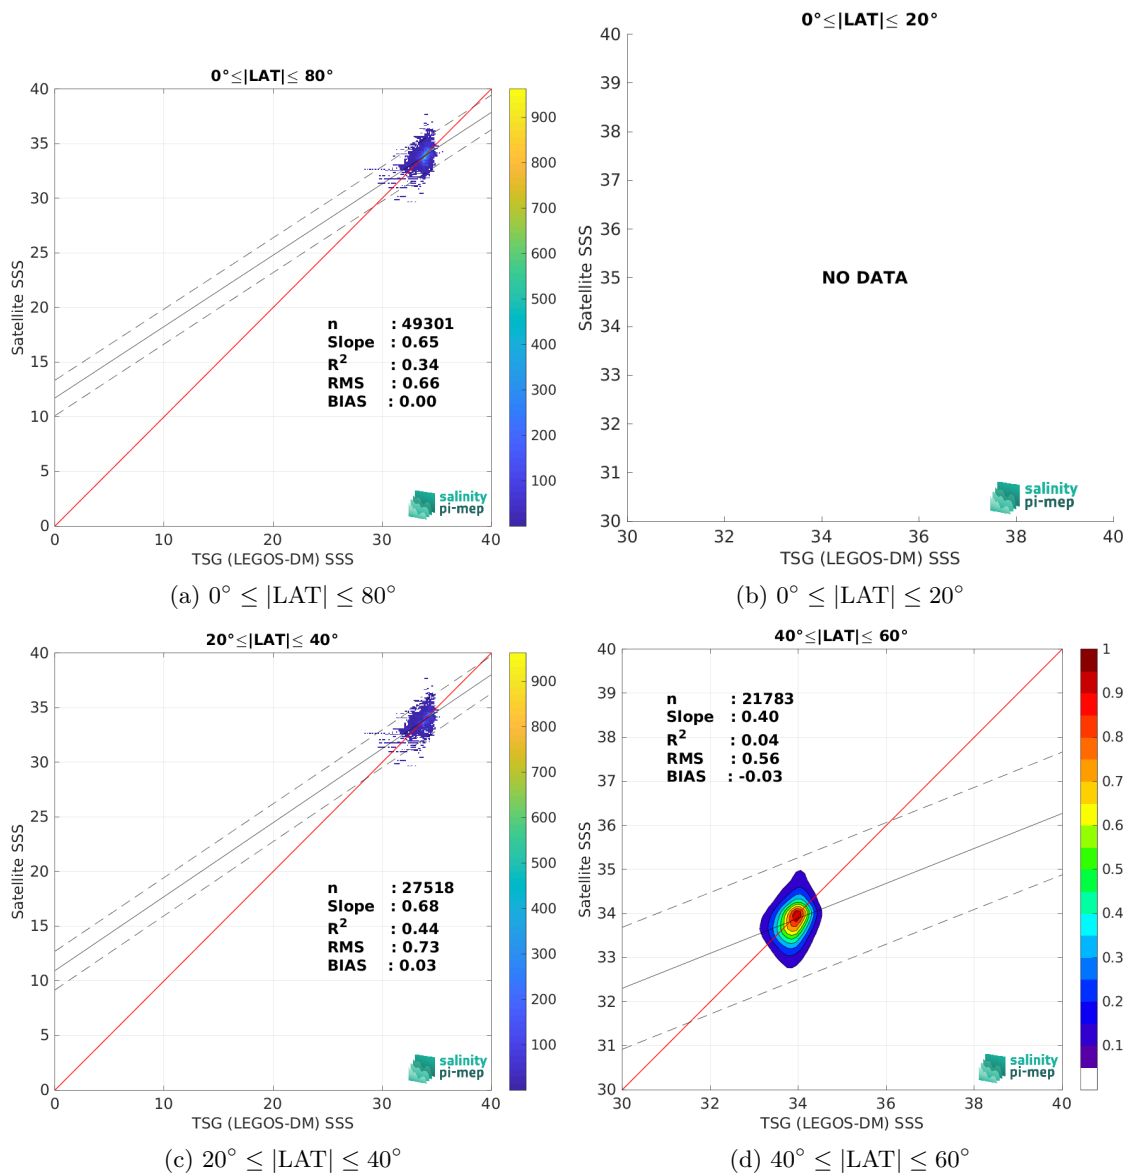 0°≤|LAT|≤ 80°
40
35
30
25
20
15
10
5
0
Satellite SSS
0
10
20
30
40
TSG (LEGOS-DM) SSS
n : 49301
Slope : 0.65
R² : 0.34
RMS : 0.66
BIAS : 0.00
salinity
pi-mep
900
800
700
600
500
400
300
200
100
(a) 0° ≤ |LAT| ≤ 80°
0°≤|LAT|≤ 20°
40
39
38
37
36
35
34
33
32
31
30
Satellite SSS
NO DATA
salinity
pi-mep
30
32
34
36
38
40
TSG (LEGOS-DM) SSS
(b) 0° ≤ |LAT| ≤ 20°
20°≤|LAT|≤ 40°
40
35
30
25
20
15
10
5
0
Satellite SSS
n : 27518
Slope : 0.68
R² : 0.44
RMS : 0.73
BIAS : 0.03
salinity
pi-mep
0
10
20
30
40
TSG (LEGOS-DM) SSS
900
800
700
600
500
400
300
200
100
(c) 20° ≤ |LAT| ≤ 40°
40°≤|LAT|≤ 60°
40
39
38
37
36
35
34
33
32
31
30
Satellite SSS
n : 21783
Slope : 0.40
R² : 0.04
RMS : 0.56
BIAS : -0.03
salinity
pi-mep
30
32
34
36
38
40
TSG (LEGOS-DM) SSS
1
0.9
0.8
0.7
0.6
0.5
0.4
0.3
0.2
0.1
(d) 40° ≤ |LAT| ≤ 60°